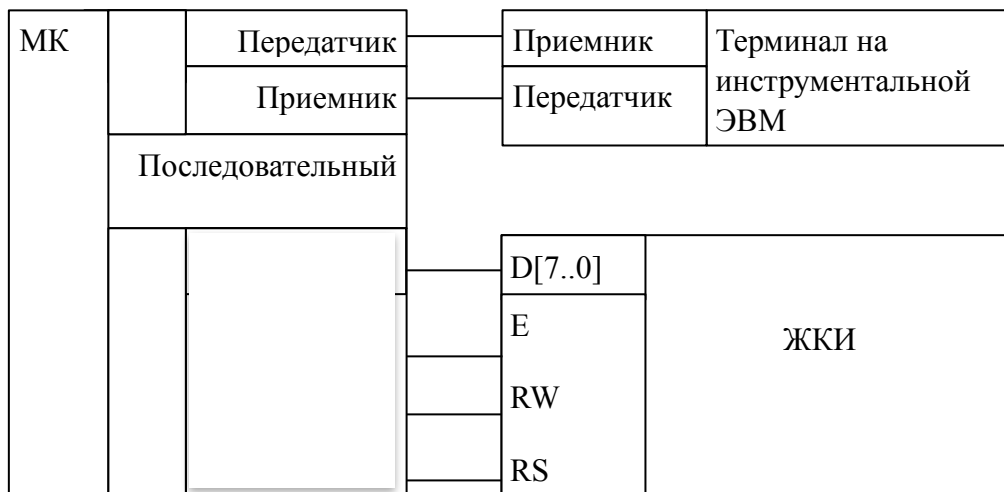 МК
Передатчик
Приемник
Последовательный
Приемник
Передатчик
Терминал на
инструментальной
ЭВМ
D[7..0]
E
RW
RS
ЖКИ